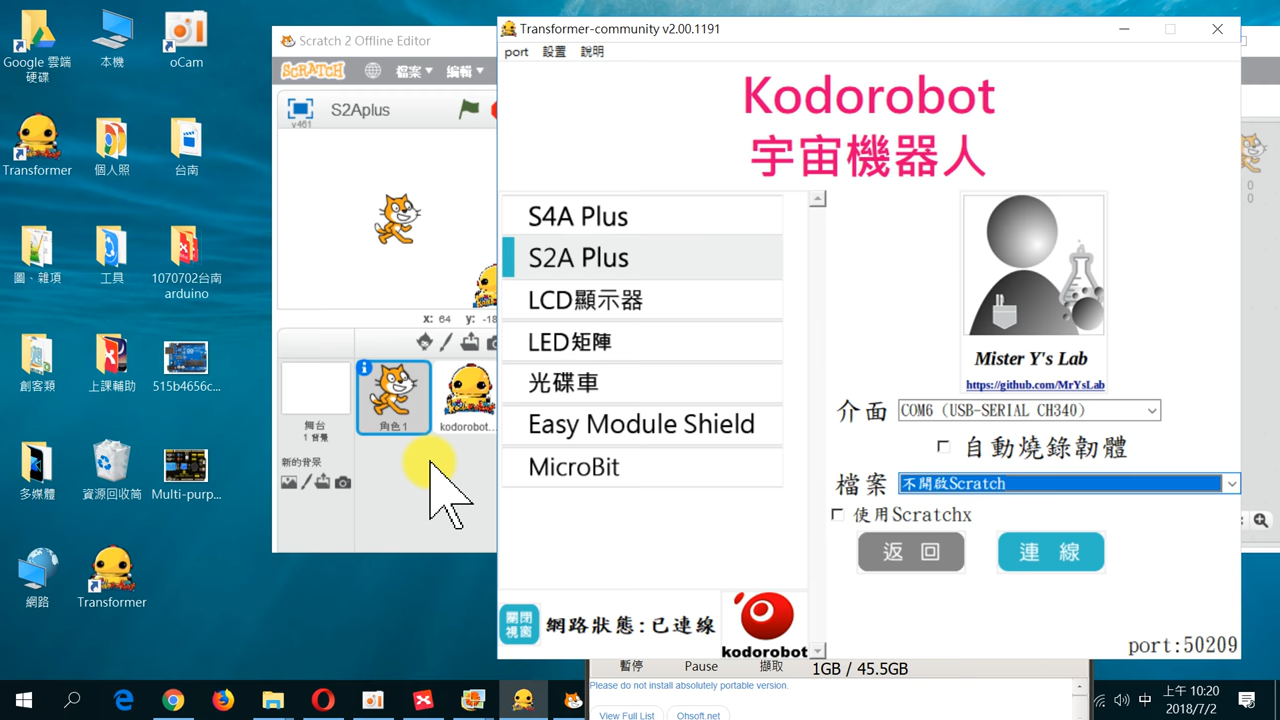 Google 雲端
硬碟
本機
oCam
Transformer
個人照
台南
圖、雜項
工具
1070702台南
arduino
創客類
上課輔助
515b4656c...
多媒體
資源回收筒
Multi-purp...
網路
Transformer
Scratch 2 Offline Editor
SCRATCH
檔案
編輯
v461
S2Aplus
x: 64 y: -18
舞台
1 背景
角色1
kodorobot...
新的背景
Transformer-community v2.00.1191
port 設置 說明
Kodorobot
宇宙機器人
S4A Plus
S2A Plus
LCD顯示器
LED矩陣
光碟車
Easy Module Shield
MicroBit
Mister Y's Lab
https://github.com/MrYsLab
介面
COM6 (USB-SERIAL CH340)
自動燒錄韌體
檔案
不開啟Scratch
使用Scratchx
返 回
連 線
關閉
視窗
網路狀態:已連線
kodorobot
port:50209
0
0
暫停
Pause
擷取
1GB / 45.5GB
Please do not install absolutely portable version.
View Full List
Ohsoft.net
中
上午 10:20
2018/7/2